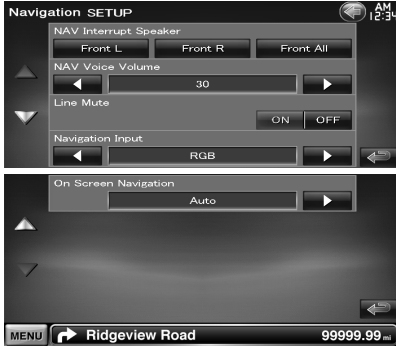 Navigation SETUP
AM
12:34
NAV Interrupt Speaker
Front L Front R Front All
NAV Voice Volume
30
Line Mute
ON OFF
Navigation Input
RGB
On Screen Navigation
Auto
MENU Ridgeview Road 99999.99 mi